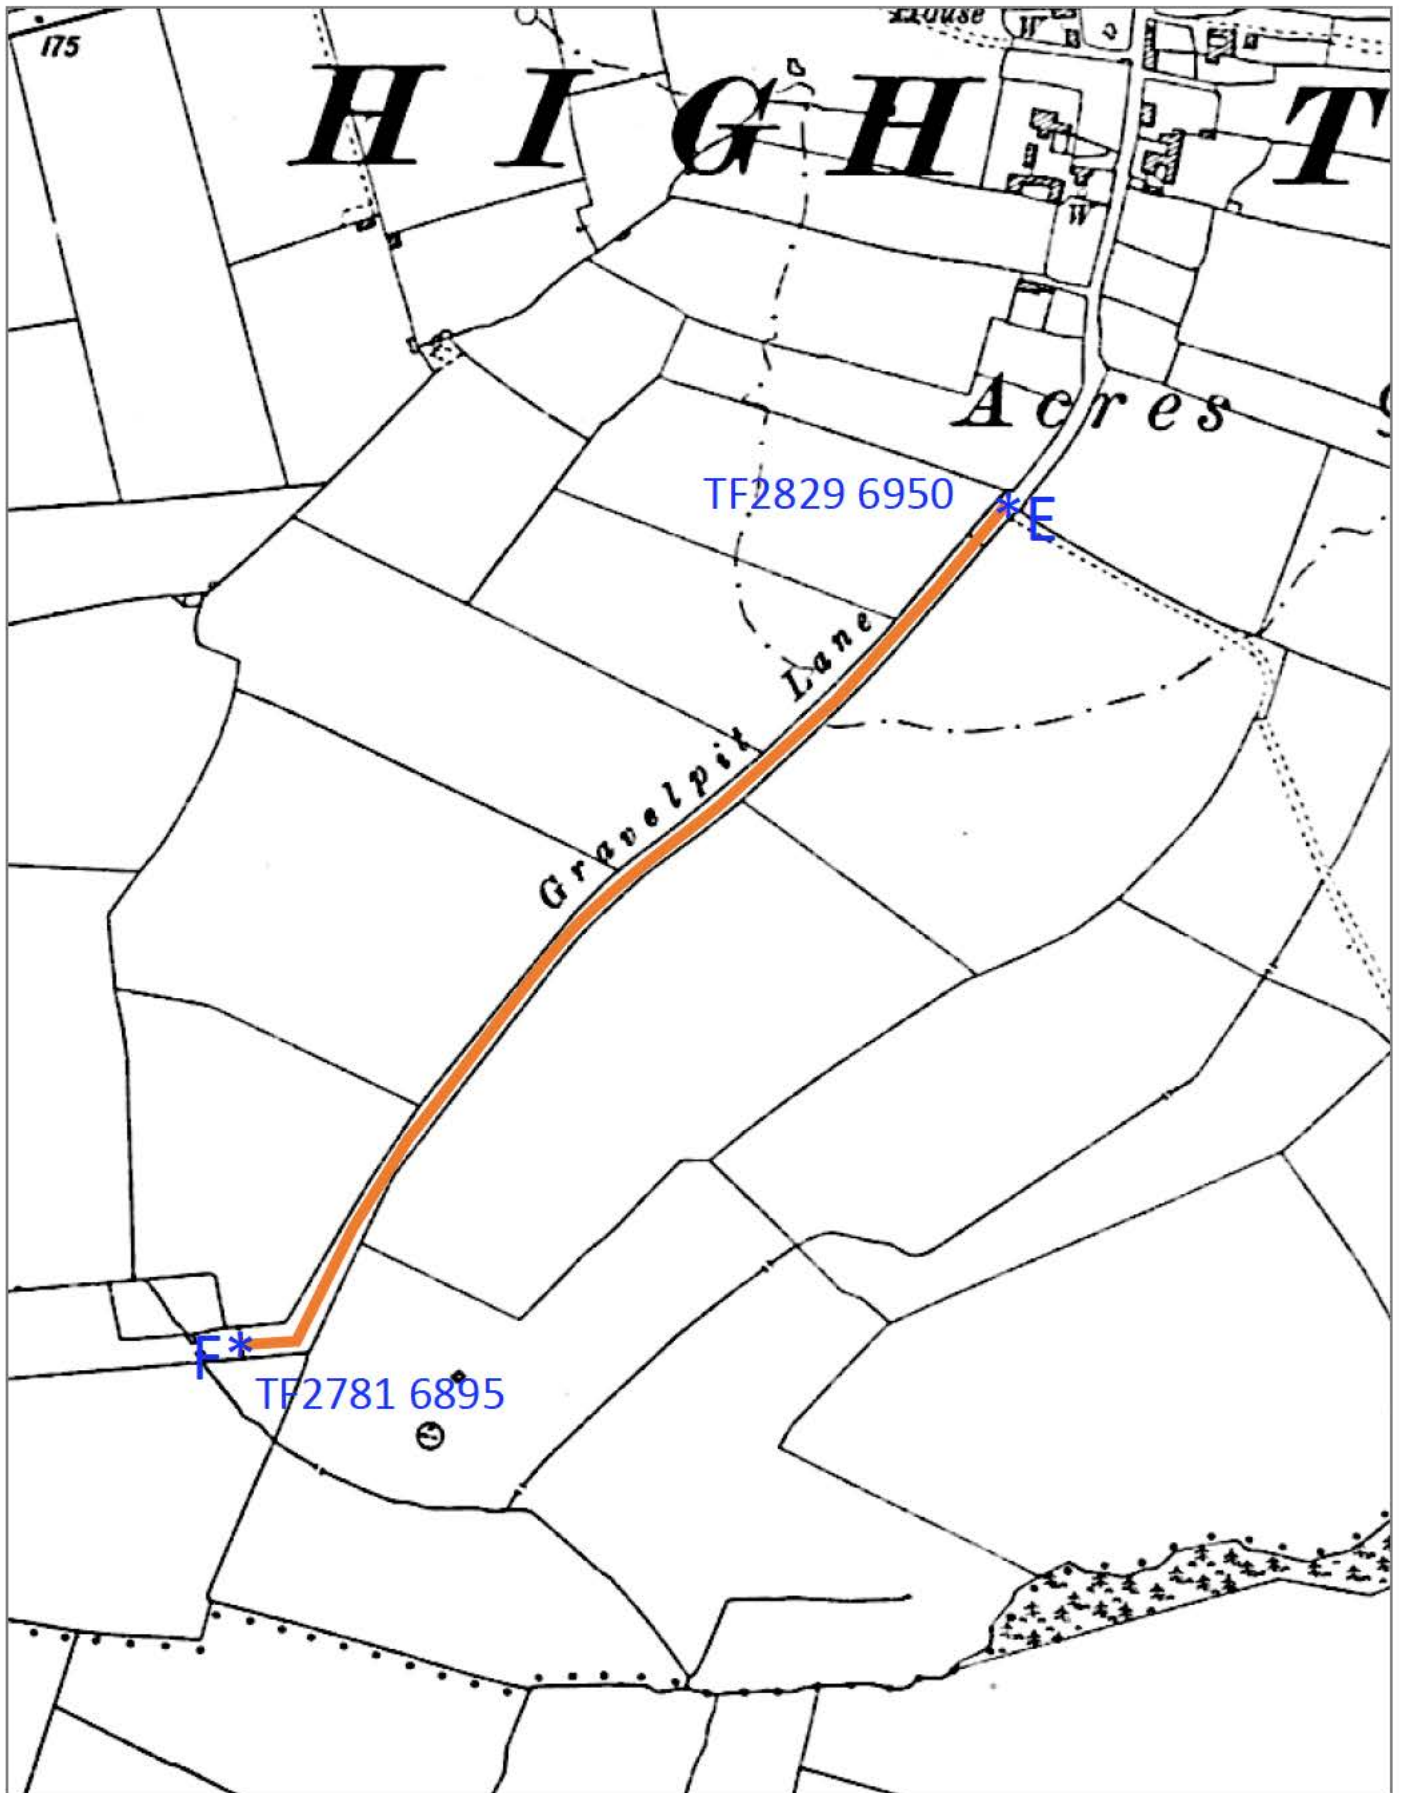 House
W
175
HIGH T
W
Acres
TF2829 6950
* E
Gravelpit Lane
F *
TF2781 6895